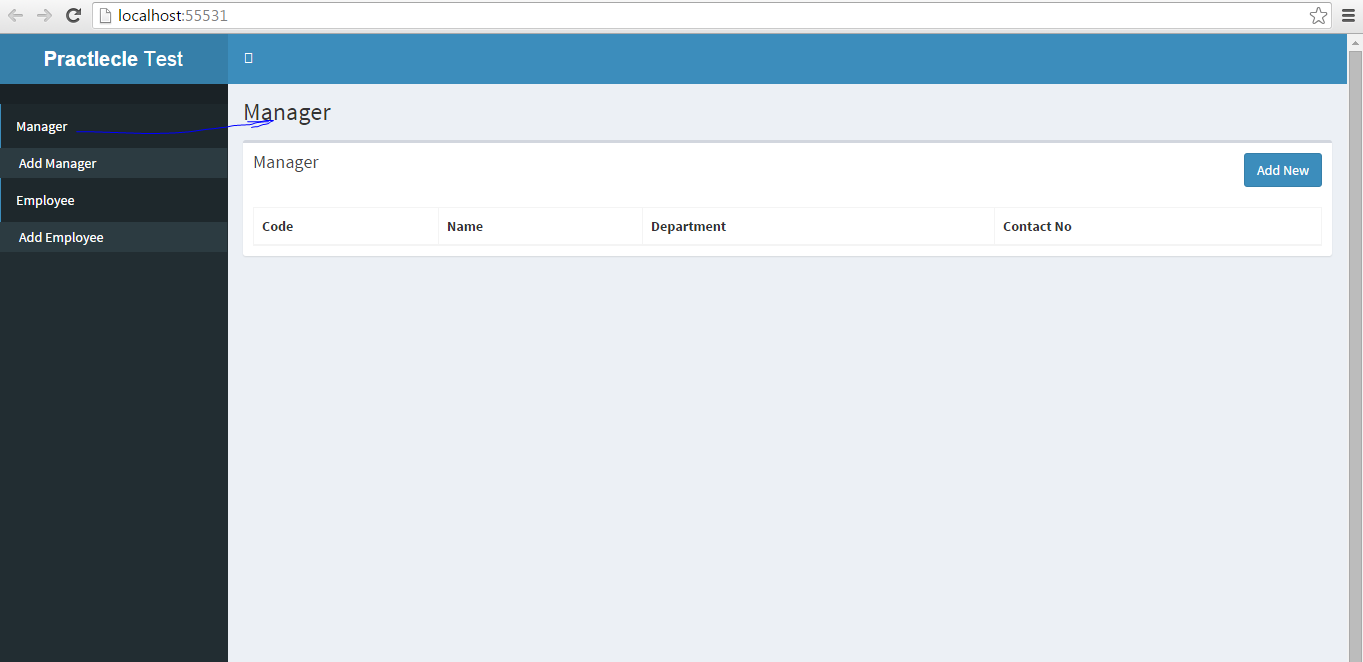 localhost:55531
Practlecle Test
Manager
Add Manager
Employee
Add Employee
Manager
Manager
Add New
Code Name Department Contact No